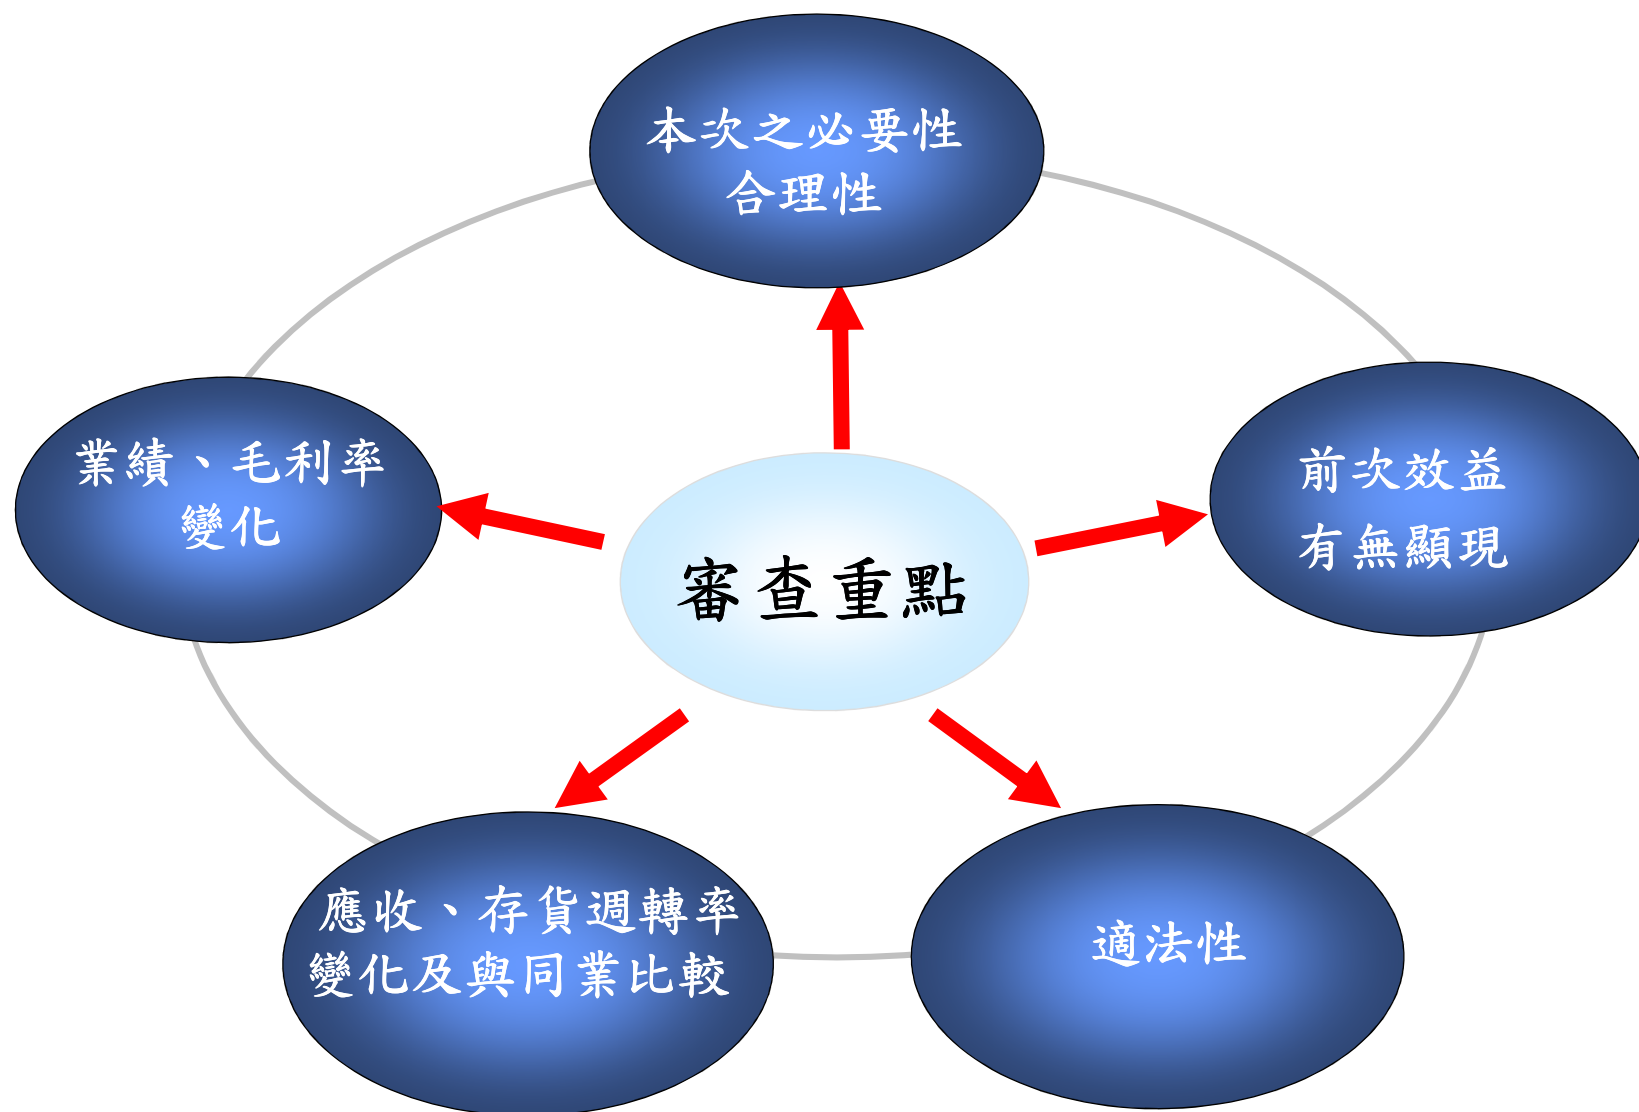 本次之必要性
合理性
業績、毛利率
變化
前次效益
有無顯現
審查重點
應收、存貨週轉率
變化及與同業比較
適法性